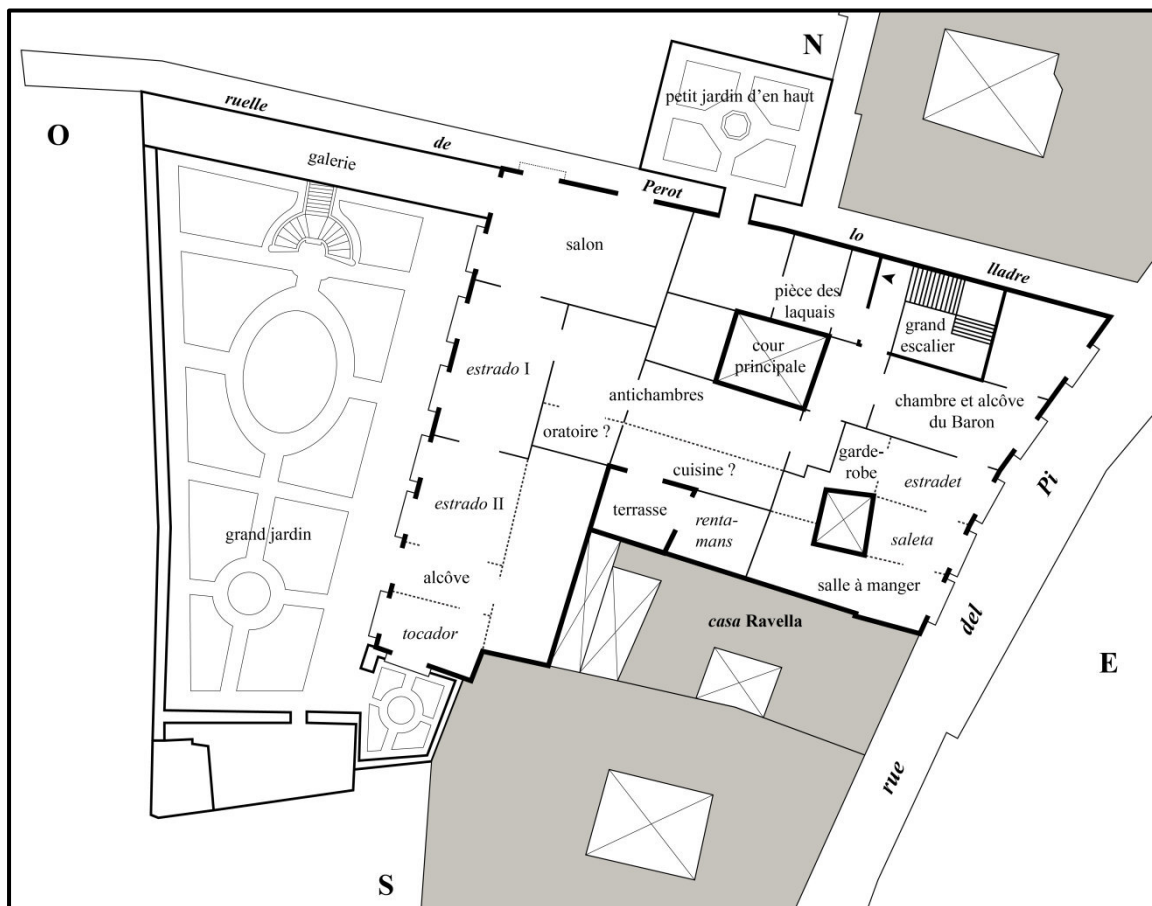 N
O
petit jardin d'en haut
ruelle de Perot lo lladre
galerie
salon
pièce des
laquais
grand
escalier
cour
principale
estrado I
antichambres
chambre et alcôve
du Baron
oratoire ?
garde-
robe
cuisine ?
estradet
Pi
estrado II
terrasse
renta-
mans
saleta
grand jardin
alcôve
salle à manger
tocador
casa Ravella
del
E
rue
S